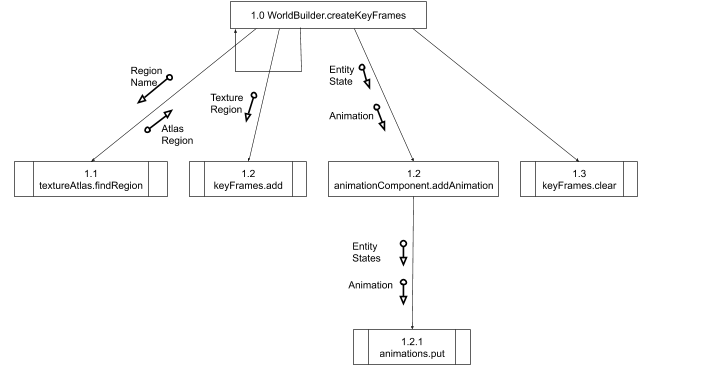 1.0 WorldBuilder.createKeyFrames
Region
Name
Atlas
Region
Texture
Region
Entity
State
Animation
1.1
textureAtlas.findRegion
1.2
keyFrames.add
1.2
animationComponent.addAnimation
1.3
keyFrames.clear
Entity
States
Animation
1.2.1
animations.put